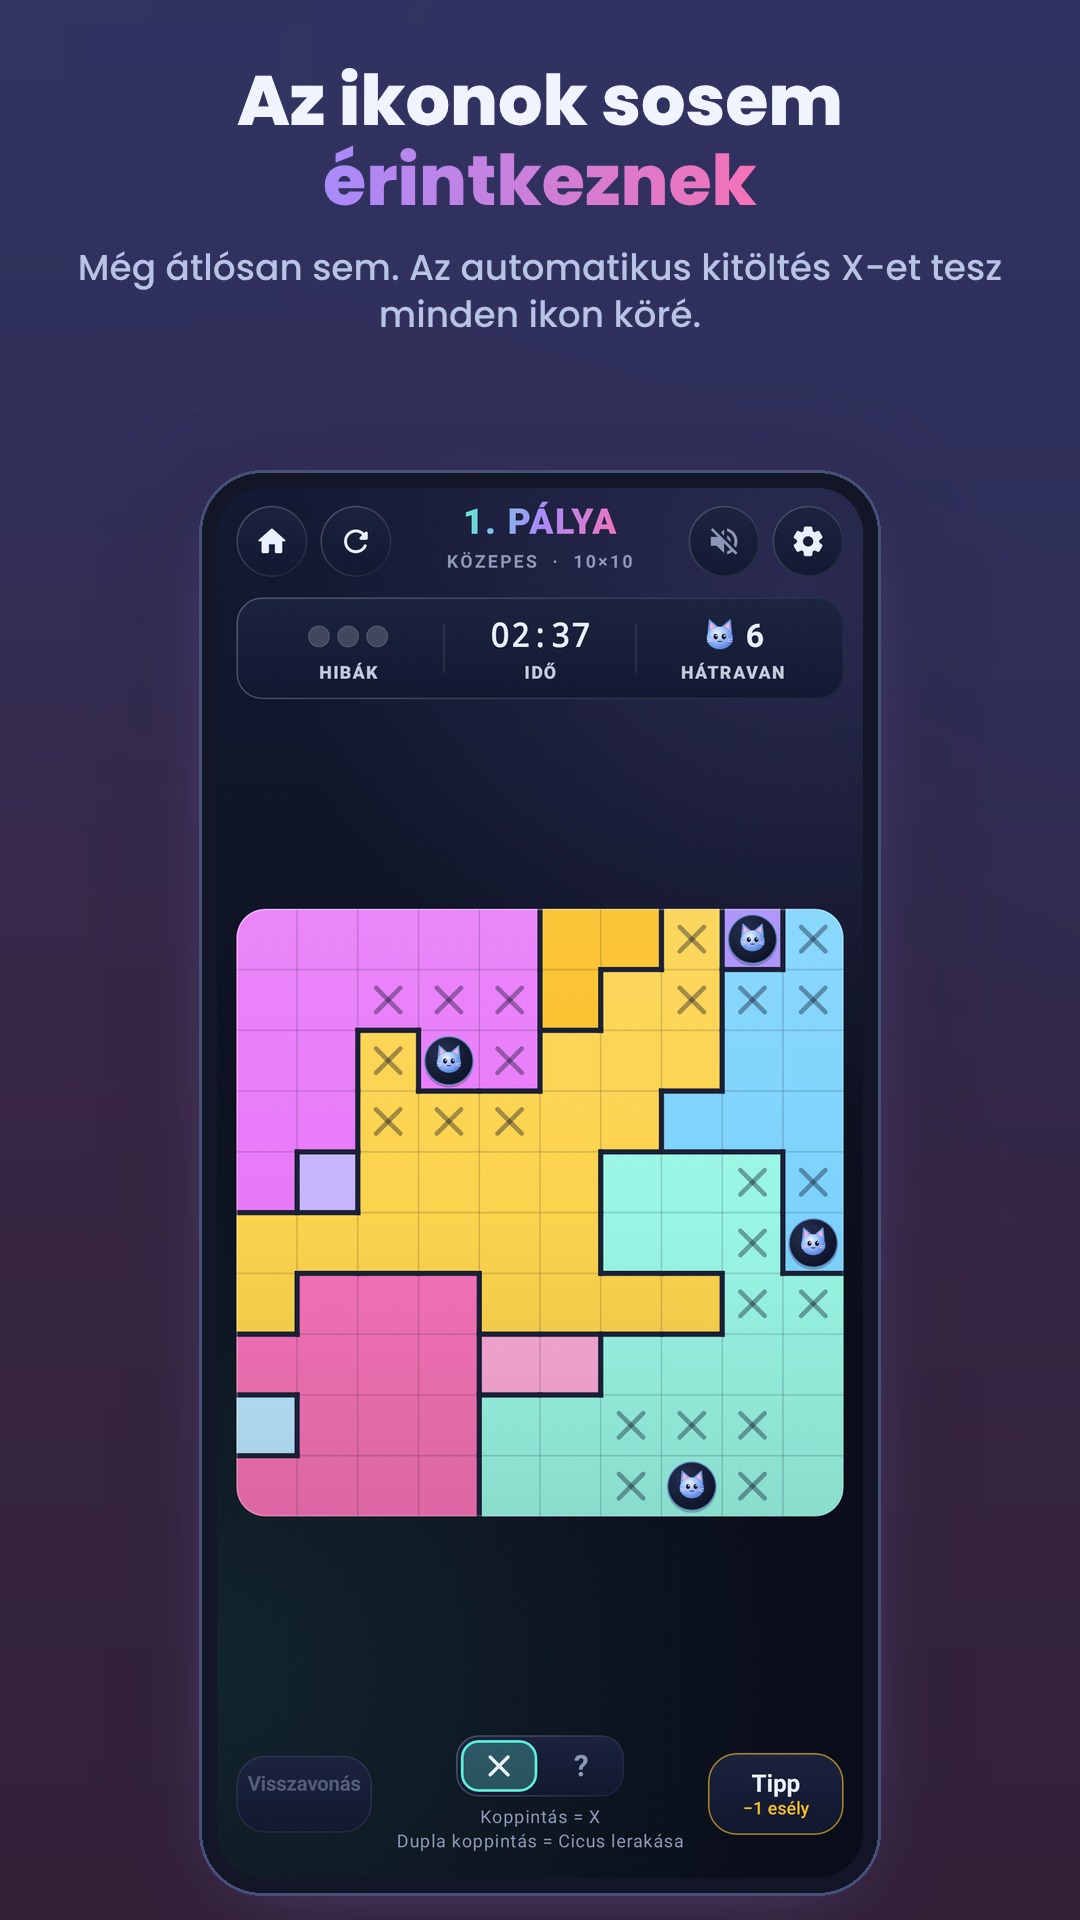 Az ikonok sosem
érintkeznek
Még átlósan sem. Az automatikus kitöltés X-et tesz
minden ikon köré.
1. PÁLYA
KÖZEPES · 10×10
02:37
6
HIBÁK
IDŐ
HÁTRAVAN
?
Visszavonás
Tipp
−1 esély
Koppintás = X
Dupla koppintás = Cicus lerakása